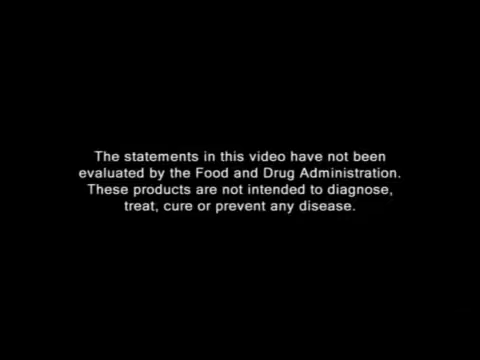 The statements in this video have not been
evaluated by the Food and Drug Administration.
These products are not intended to diagnose,
treat, cure or prevent any disease.